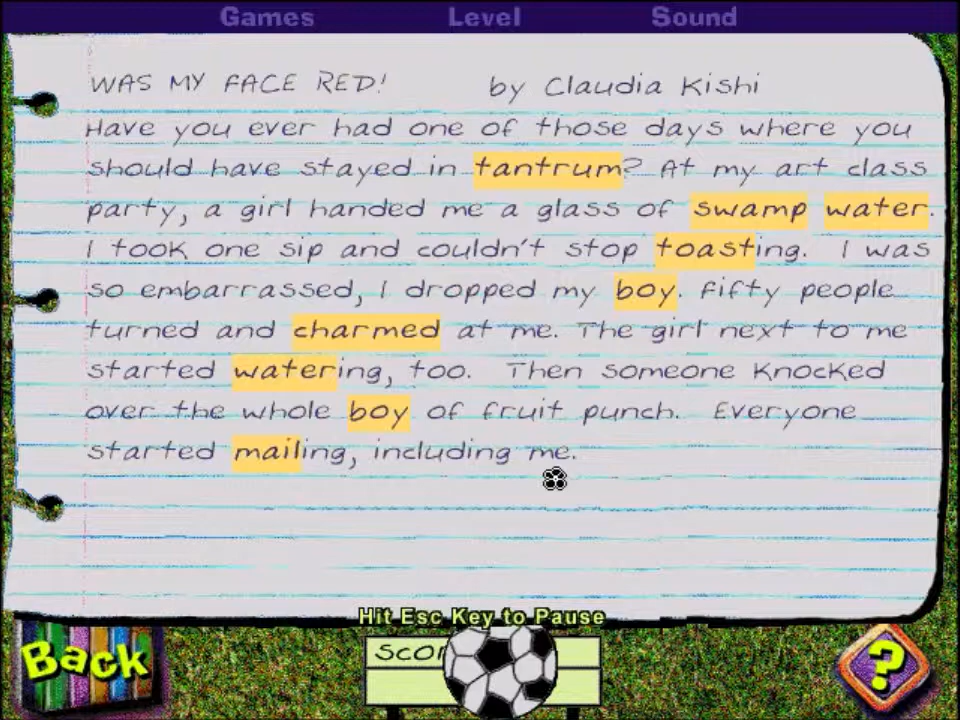 Games Level Sound
WAS MY FACE RED! by Claudia Kishi
Have you ever had one of those days where you
should have stayed in tantrum? At my art class
party, a girl handed me a glass of swamp water.
I took one sip and couldn't stop toasting. I was
so embarrassed, I dropped my boy. Fifty people
turned and charmed at me. The girl next to me
started watering, too. Then someone knocked
over the whole boy of fruit punch. Everyone
started mailing, including me.
Hit Esc Key to Pause
Back
?